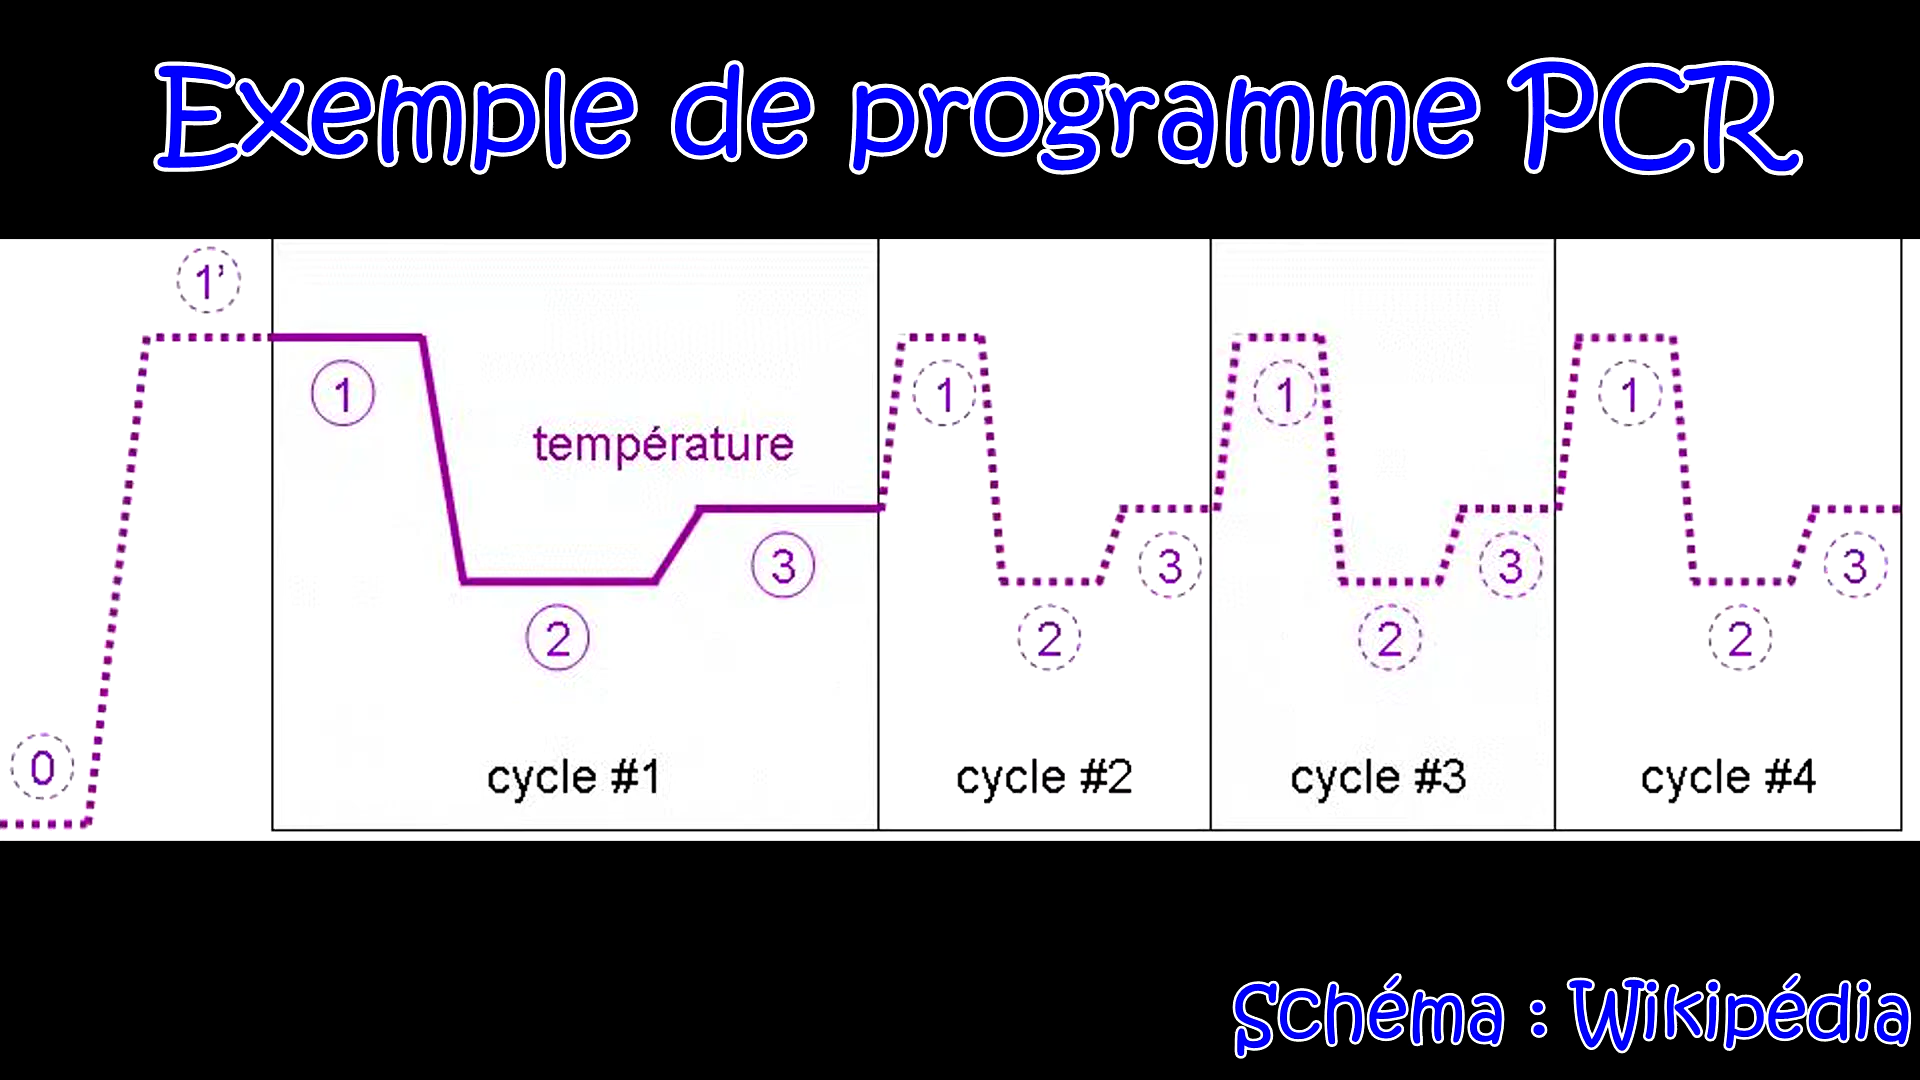 Exemple de programme PCR
1’
1
1
1
1
température
3
3
3
3
2
2
2
2
0
cycle #1
cycle #2
cycle #3
cycle #4
Schéma : Wikipédia